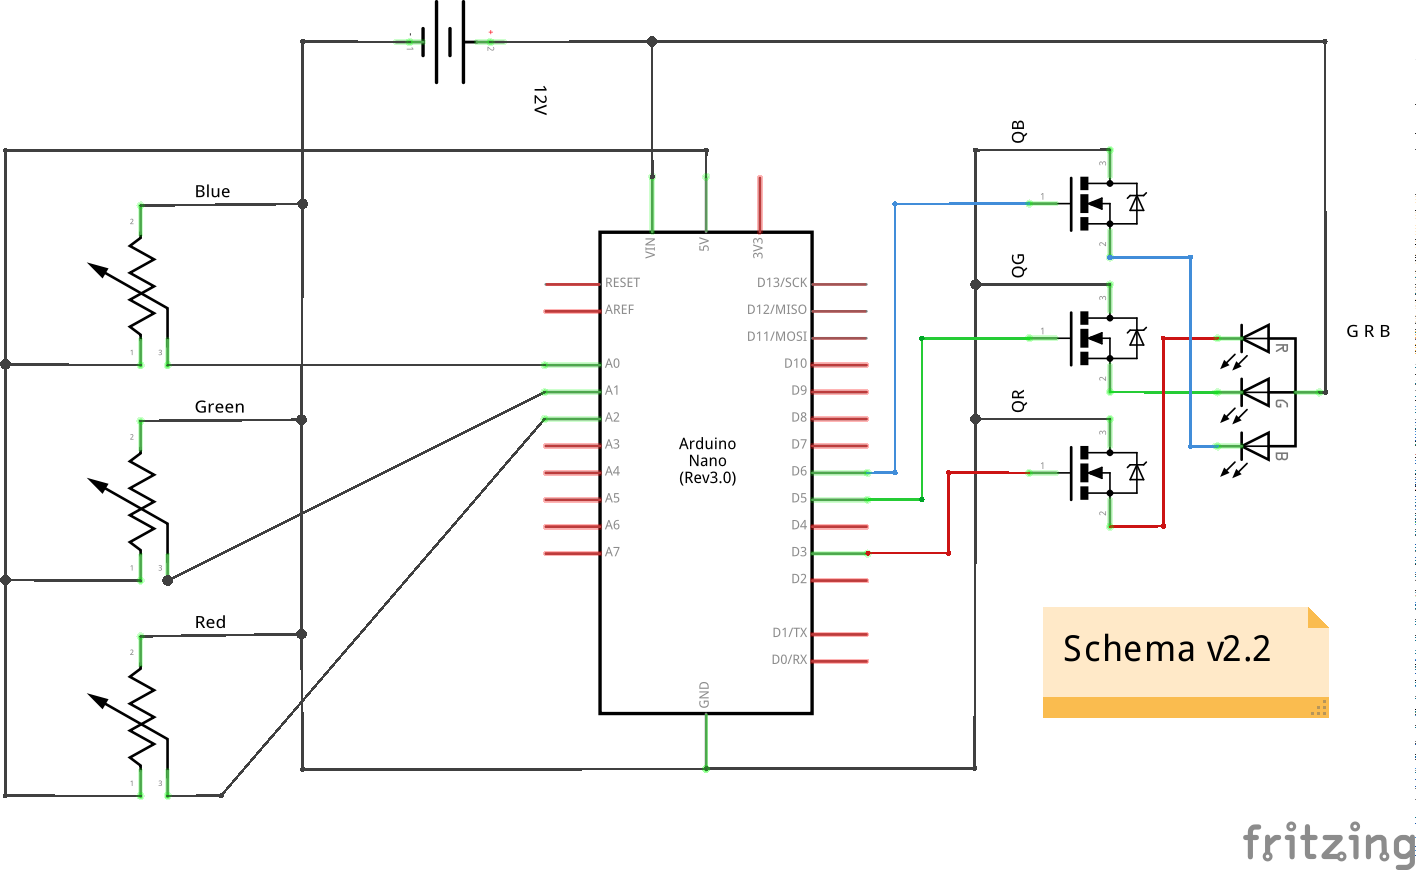 - 1
+ 2
12V
QB
3
1
2
Blue
2
1
3
VIN
5V
3V3
RESET
AREF
A0
A1
A2
A3
A4
A5
A6
A7
D13/SCK
D12/MISO
D11/MOSI
D10
D9
D8
D7
D6
D5
D4
D3
D2
D1/TX
D0/RX
GND
Arduino
Nano
(Rev3.0)
QG
3
1
2
G R B
R
G
B
Green
2
1
3
QR
3
1
2
Red
2
1
3
Schema v2.2
fritzing